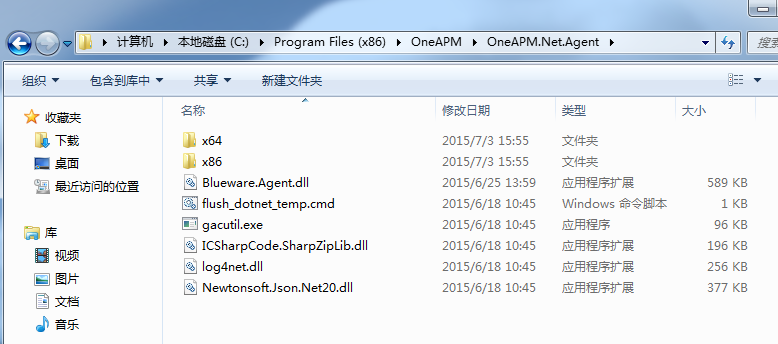 计算机 ▸ 本地磁盘 (C:) ▸ Program Files (x86) ▸ OneAPM ▸ OneAPM.Net.Agent ▸
组织 包含到库中 共享 新建文件夹
名称 修改日期 类型 大小
收藏夹
下载
桌面
最近访问的位置
库
视频
图片
文档
音乐
x64 2015/7/3 15:55 文件夹
x86 2015/7/3 15:55 文件夹
Blueware.Agent.dll 2015/6/25 13:59 应用程序扩展 589 KB
flush_dotnet_temp.cmd 2015/6/18 10:45 Windows 命令脚本 1 KB
gacutil.exe 2015/6/18 10:45 应用程序 96 KB
ICSharpCode.SharpZipLib.dll 2015/6/18 10:45 应用程序扩展 196 KB
log4net.dll 2015/6/18 10:45 应用程序扩展 256 KB
Newtonsoft.Json.Net20.dll 2015/6/18 10:45 应用程序扩展 377 KB